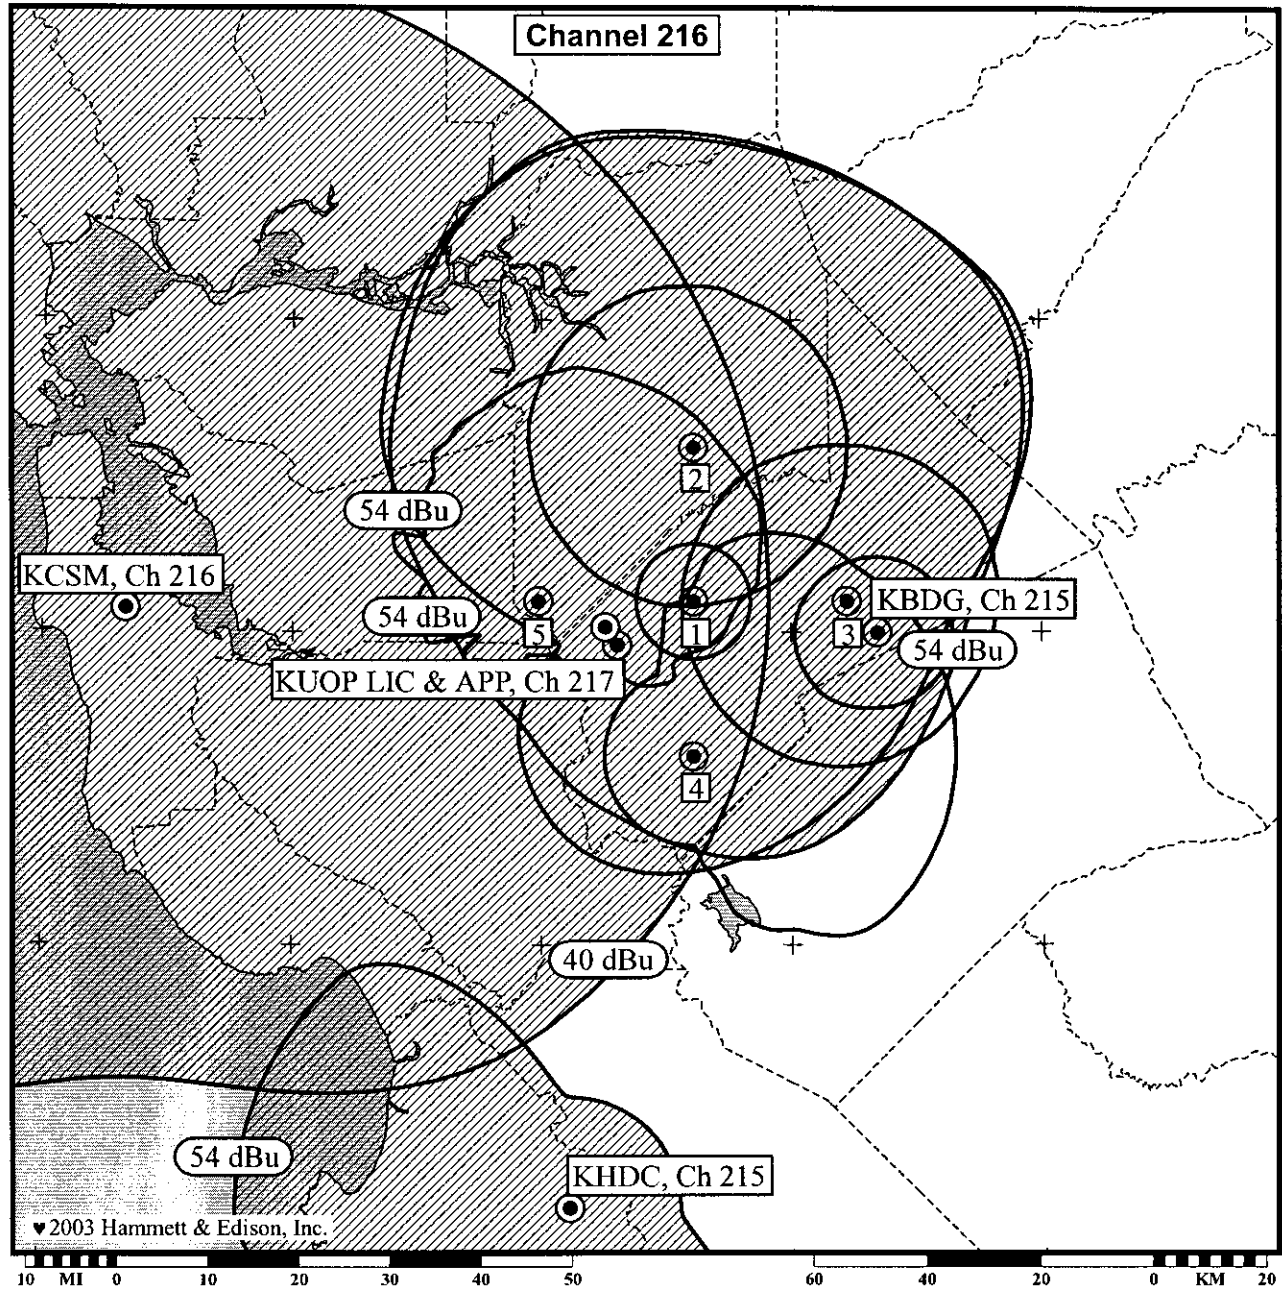 Channel 216
2
54 dBu
KCSM, Ch 216
54 dBu
5
1
3
KBDG, Ch 215
54 dBu
KUOP LIC & APP, Ch 217
4
40 dBu
54 dBu
KHDC, Ch 215
♥2003 Hammett & Edison, Inc.
10 MI 0 10 20 30 40 50 60 40 20 0 KM 20